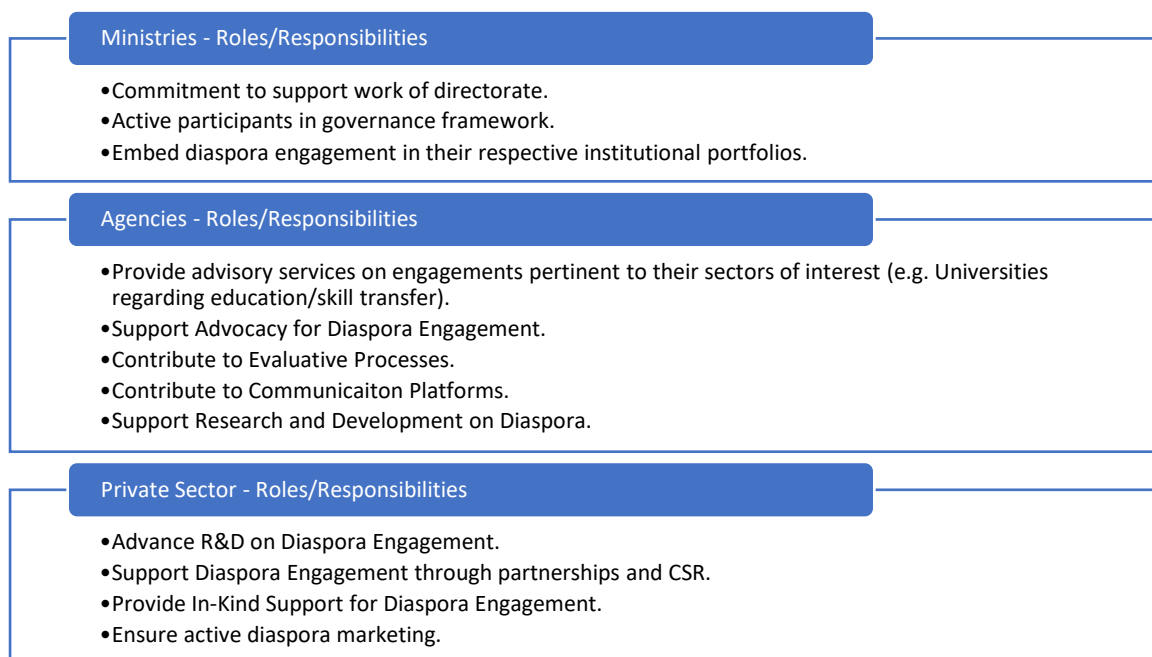 Ministries - Roles/Responsibilities
•Commitment to support work of directorate.
•Active participants in governance framework.
•Embed diaspora engagement in their respective institutional portfolios.
Agencies - Roles/Responsibilities
•Provide advisory services on engagements pertinent to their sectors of interest (e.g. Universities
regarding education/skill transfer).
•Support Advocacy for Diaspora Engagement.
•Contribute to Evaluative Processes.
•Contribute to Communicaiton Platforms.
•Support Research and Development on Diaspora.
Private Sector - Roles/Responsibilities
•Advance R&D on Diaspora Engagement.
•Support Diaspora Engagement through partnerships and CSR.
•Provide In-Kind Support for Diaspora Engagement.
•Ensure active diaspora marketing.